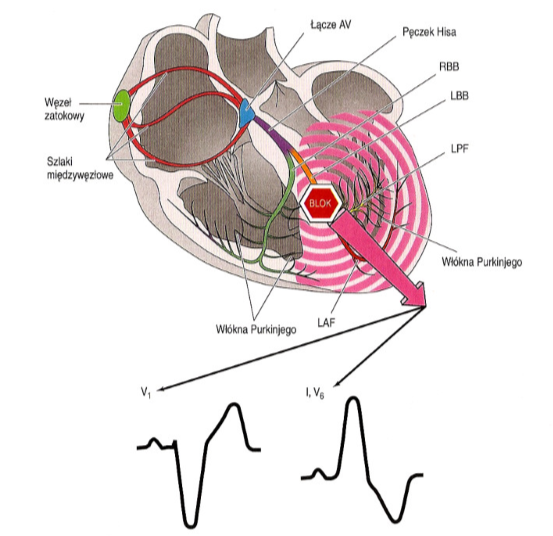 Łącze AV
Pęczek Hisa
RBB
LBB
Węzeł
zatokowy
LPF
Szlaki
międzywęzłowe
BLOK
Włókna Purkinjego
Włókna Purkinjego
LAF
V1
I, V6